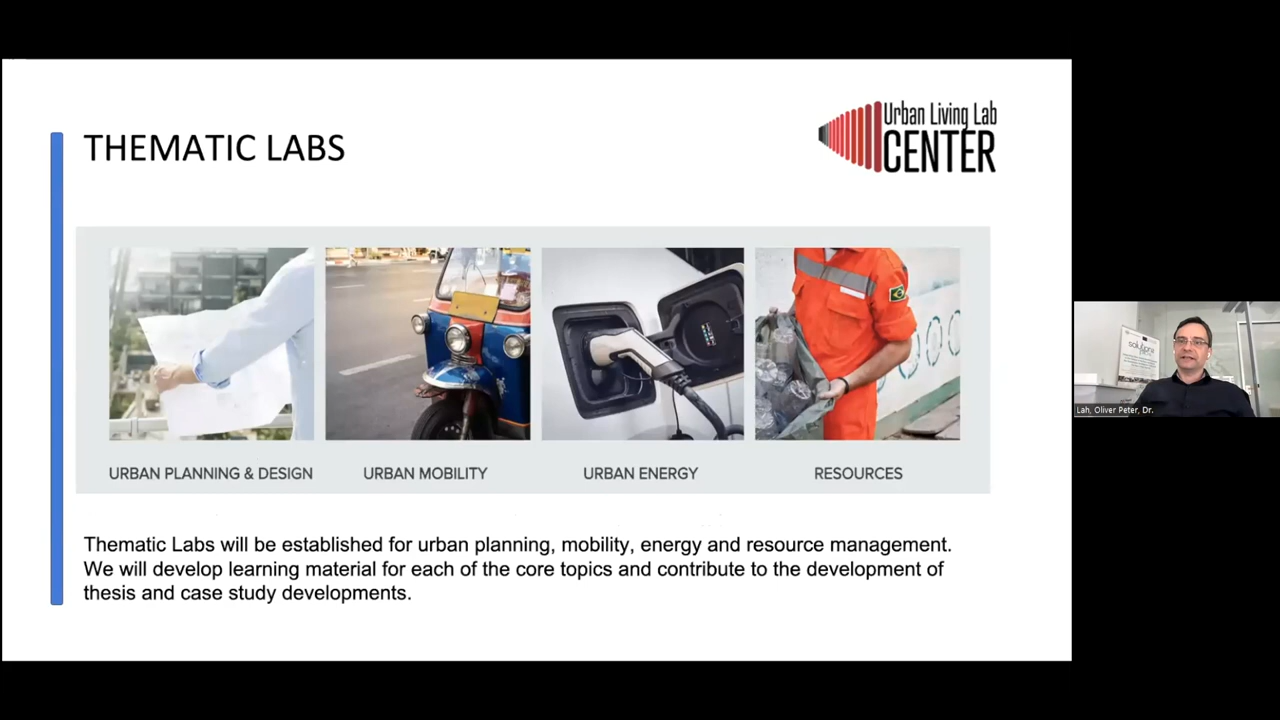 THEMATIC LABS
Urban Living Lab
CENTER
URBAN PLANNING & DESIGN
URBAN MOBILITY
URBAN ENERGY
RESOURCES
Thematic Labs will be established for urban planning, mobility, energy and resource management.
We will develop learning material for each of the core topics and contribute to the development of
thesis and case study developments.
Lah, Oliver Peter, Dr.